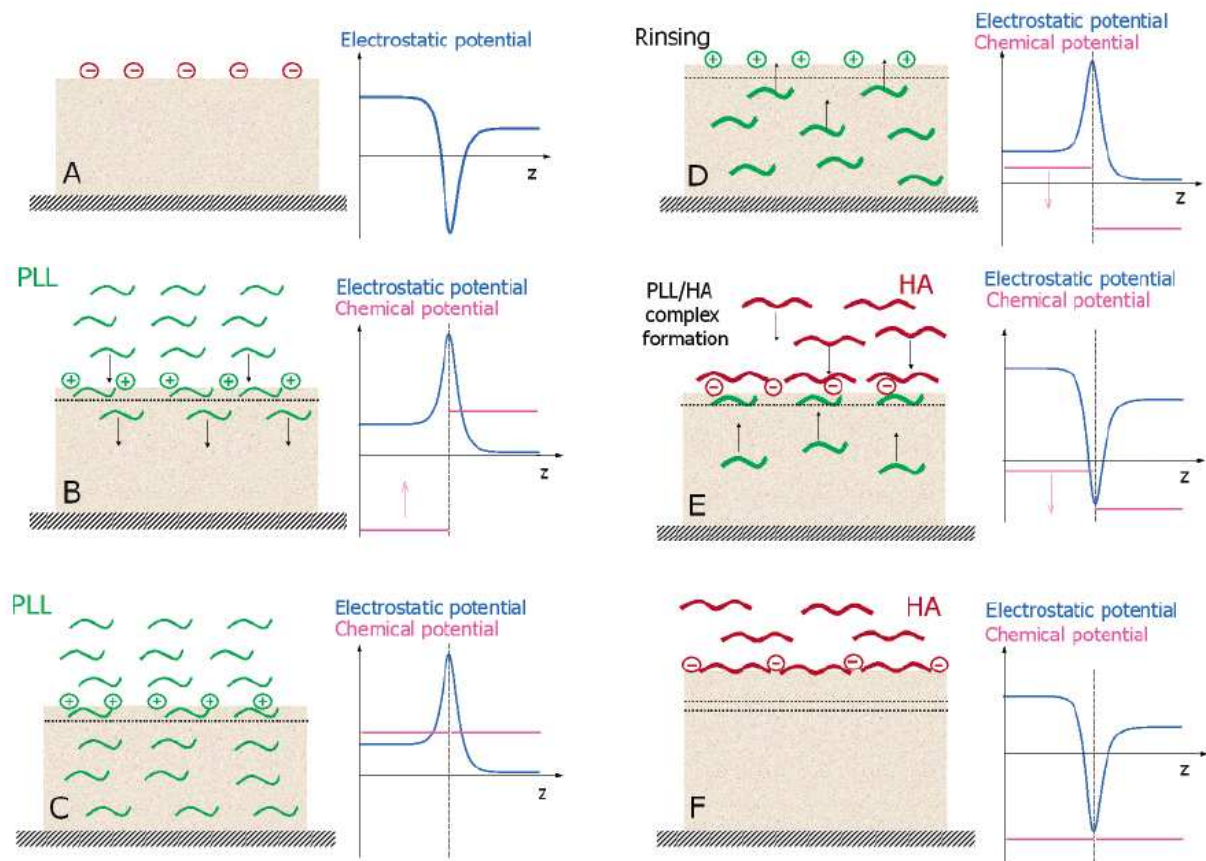 Electrostatic potential
− − − − −
A
z
Rinsing
Electrostatic potential
Chemical potential
+ + + + +
D
z
PLL
Electrostatic potential
Chemical potential
+ + + + +
B
z
PLL/HA
complex
formation
HA
Electrostatic potential
Chemical potential
− − − −
E
z
PLL
Electrostatic potential
Chemical potential
+ + + + +
C
z
HA
Electrostatic potential
Chemical potential
− − − −
F
z